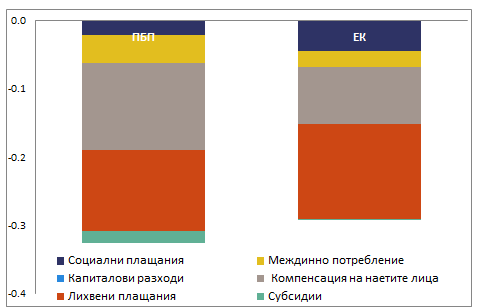 0.0
ПБП ЕК
-0.1
-0.2
-0.3
-0.4
Социални плащания Междинно потребление
Капиталови разходи Компенсация на наетите лица
Лихвени плащания Субсидии